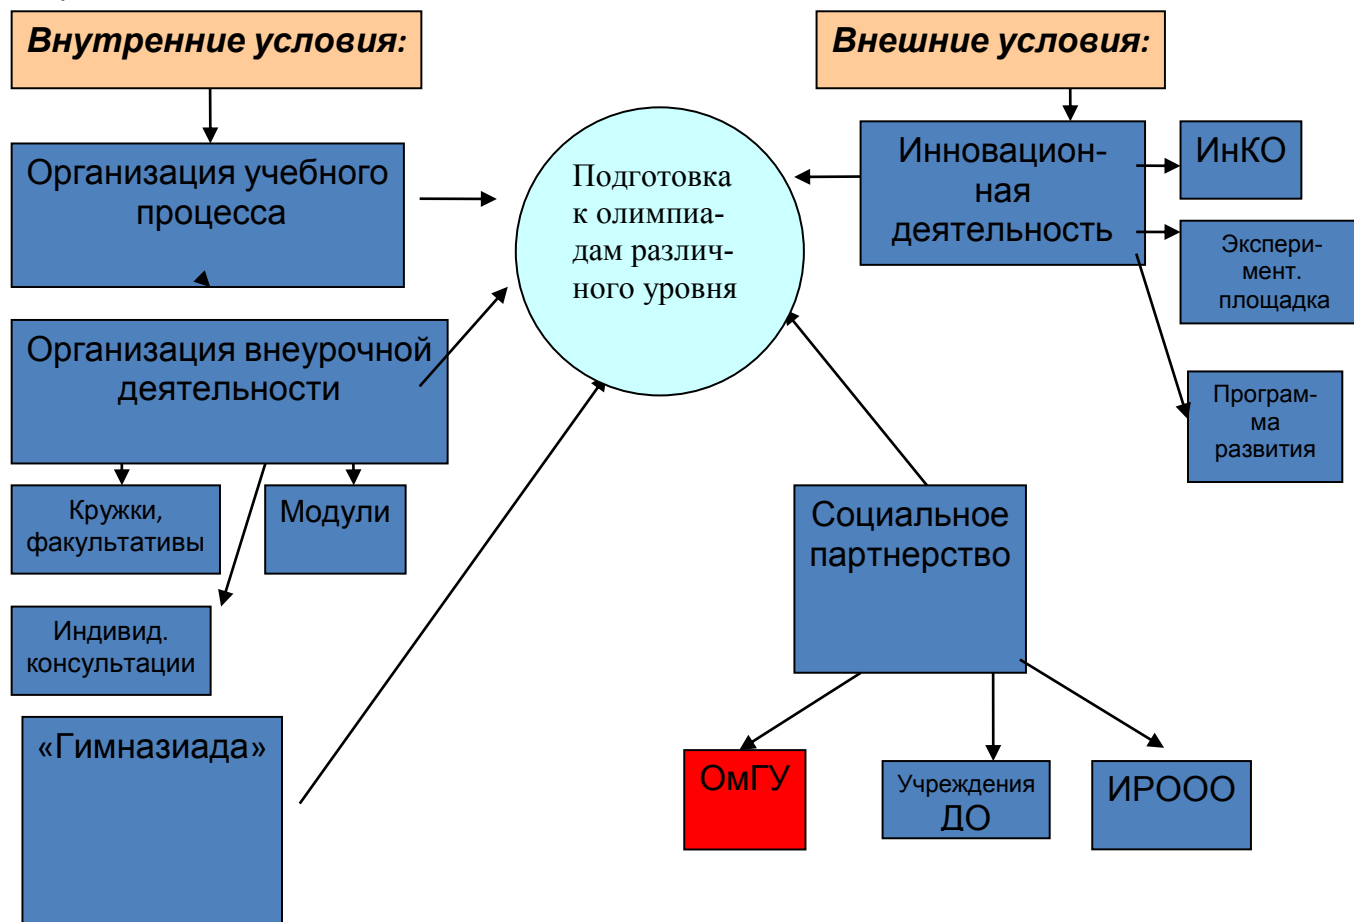 Внутренние условия:
Внешние условия:
Организация учебного
процесса
Подготовка
к олимпиа-
дам различ-
ного уровня
Инновацион-
ная
деятельность
ИнКО
Экспери-
мент.
площадка
Програм-
ма
развития
Организация внеурочной
деятельности
Кружки,
факультативы
Модули
Индивид.
консультации
«Гимназиада»
Социальное
партнерство
ОмГУ
Учреждения
ДО
ИРООО